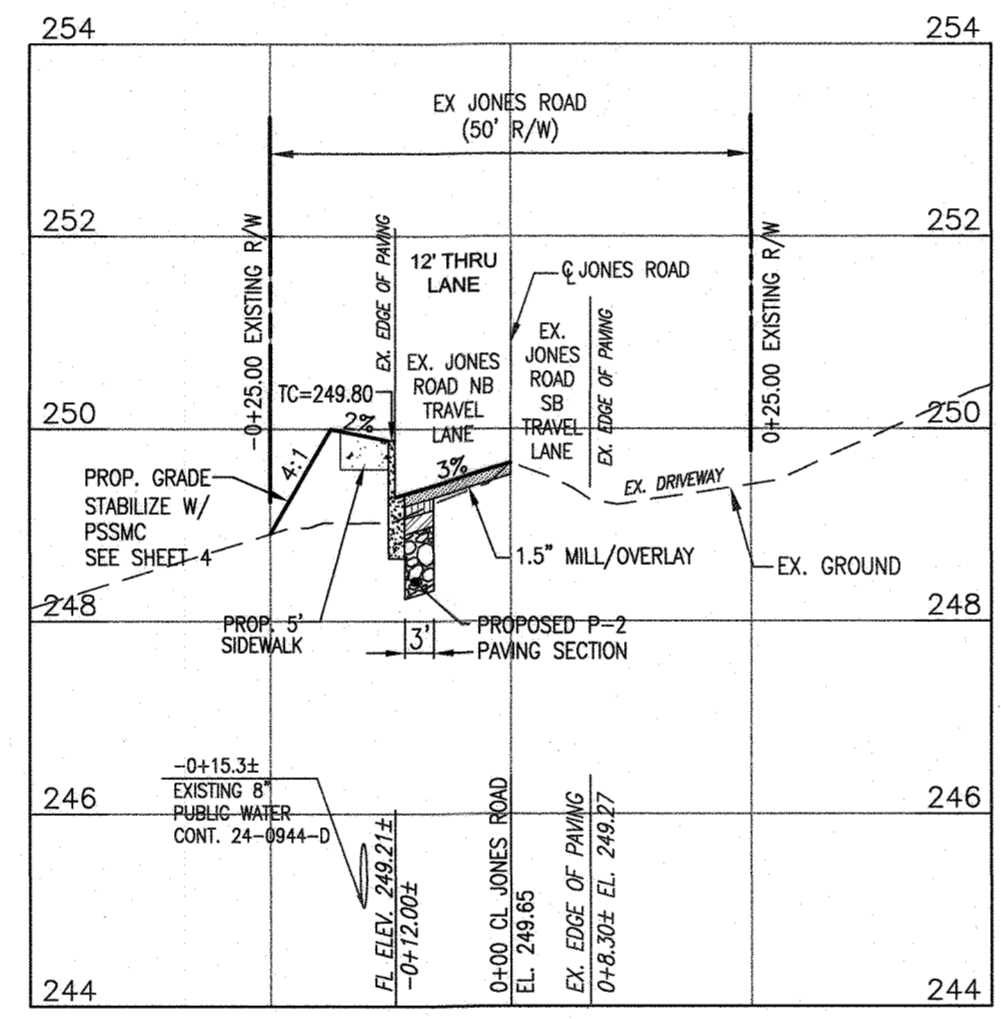 254
254
EX JONES ROAD
(50' R/W)
252
252
-0+25.00 EXISTING R/W
EX. EDGE OF PAVING
12' THRU
LANE
℄ JONES ROAD
EX. JONES
ROAD NB
TRAVEL
LANE
EX.
JONES
ROAD
SB
TRAVEL
LANE
EX. EDGE OF PAVING
0+25.00 EXISTING R/W
TC=249.80
250
250
2%
4:1
3%
EX. DRIVEWAY
PROP. GRADE
STABILIZE W/
PSSMC
SEE SHEET 4
1.5" MILL/OVERLAY
EX. GROUND
248
248
PROP. 5'
SIDEWALK
3'
PROPOSED P-2
PAVING SECTION
-0+15.3±
EXISTING 8"
PUBLIC WATER
CONT. 24-0944-D
246
246
FL ELEV. 249.21±
-0+12.00±
0+00 CL JONES ROAD
EL. 249.65
EX. EDGE OF PAVING
0+8.30± EL. 249.27
244
244